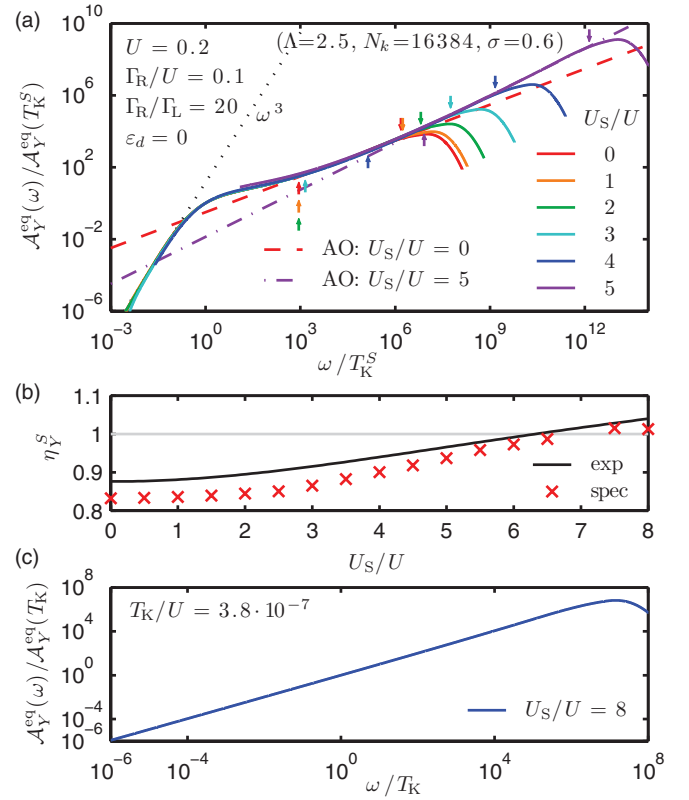 (a)
10^10
10^6
10^2
10^−2
10^−6
A_Y^eq(ω)/A_Y^eq(T_K^S)
U = 0.2
Γ_R/U = 0.1
Γ_R/Γ_L = 20
ε_d = 0
(Λ=2.5, N_k=16384, σ=0.6)
ω^3
U_S/U
0
1
2
3
4
5
AO: U_S/U = 0
AO: U_S/U = 5
10^−3 10^0 10^3 10^6 10^9 10^12
ω/T_K^S
(b)
1.1
1
0.9
0.8
η_Y^S
exp
spec
0 1 2 3 4 5 6 7 8
U_S/U
(c)
10^8
10^4
10^0
10^−4
10^−6
A_Y^eq(ω)/A_Y^eq(T_K)
T_K/U = 3.8·10^−7
U_S/U = 8
10^−6 10^−4 10^0 10^4 10^8
ω/T_K